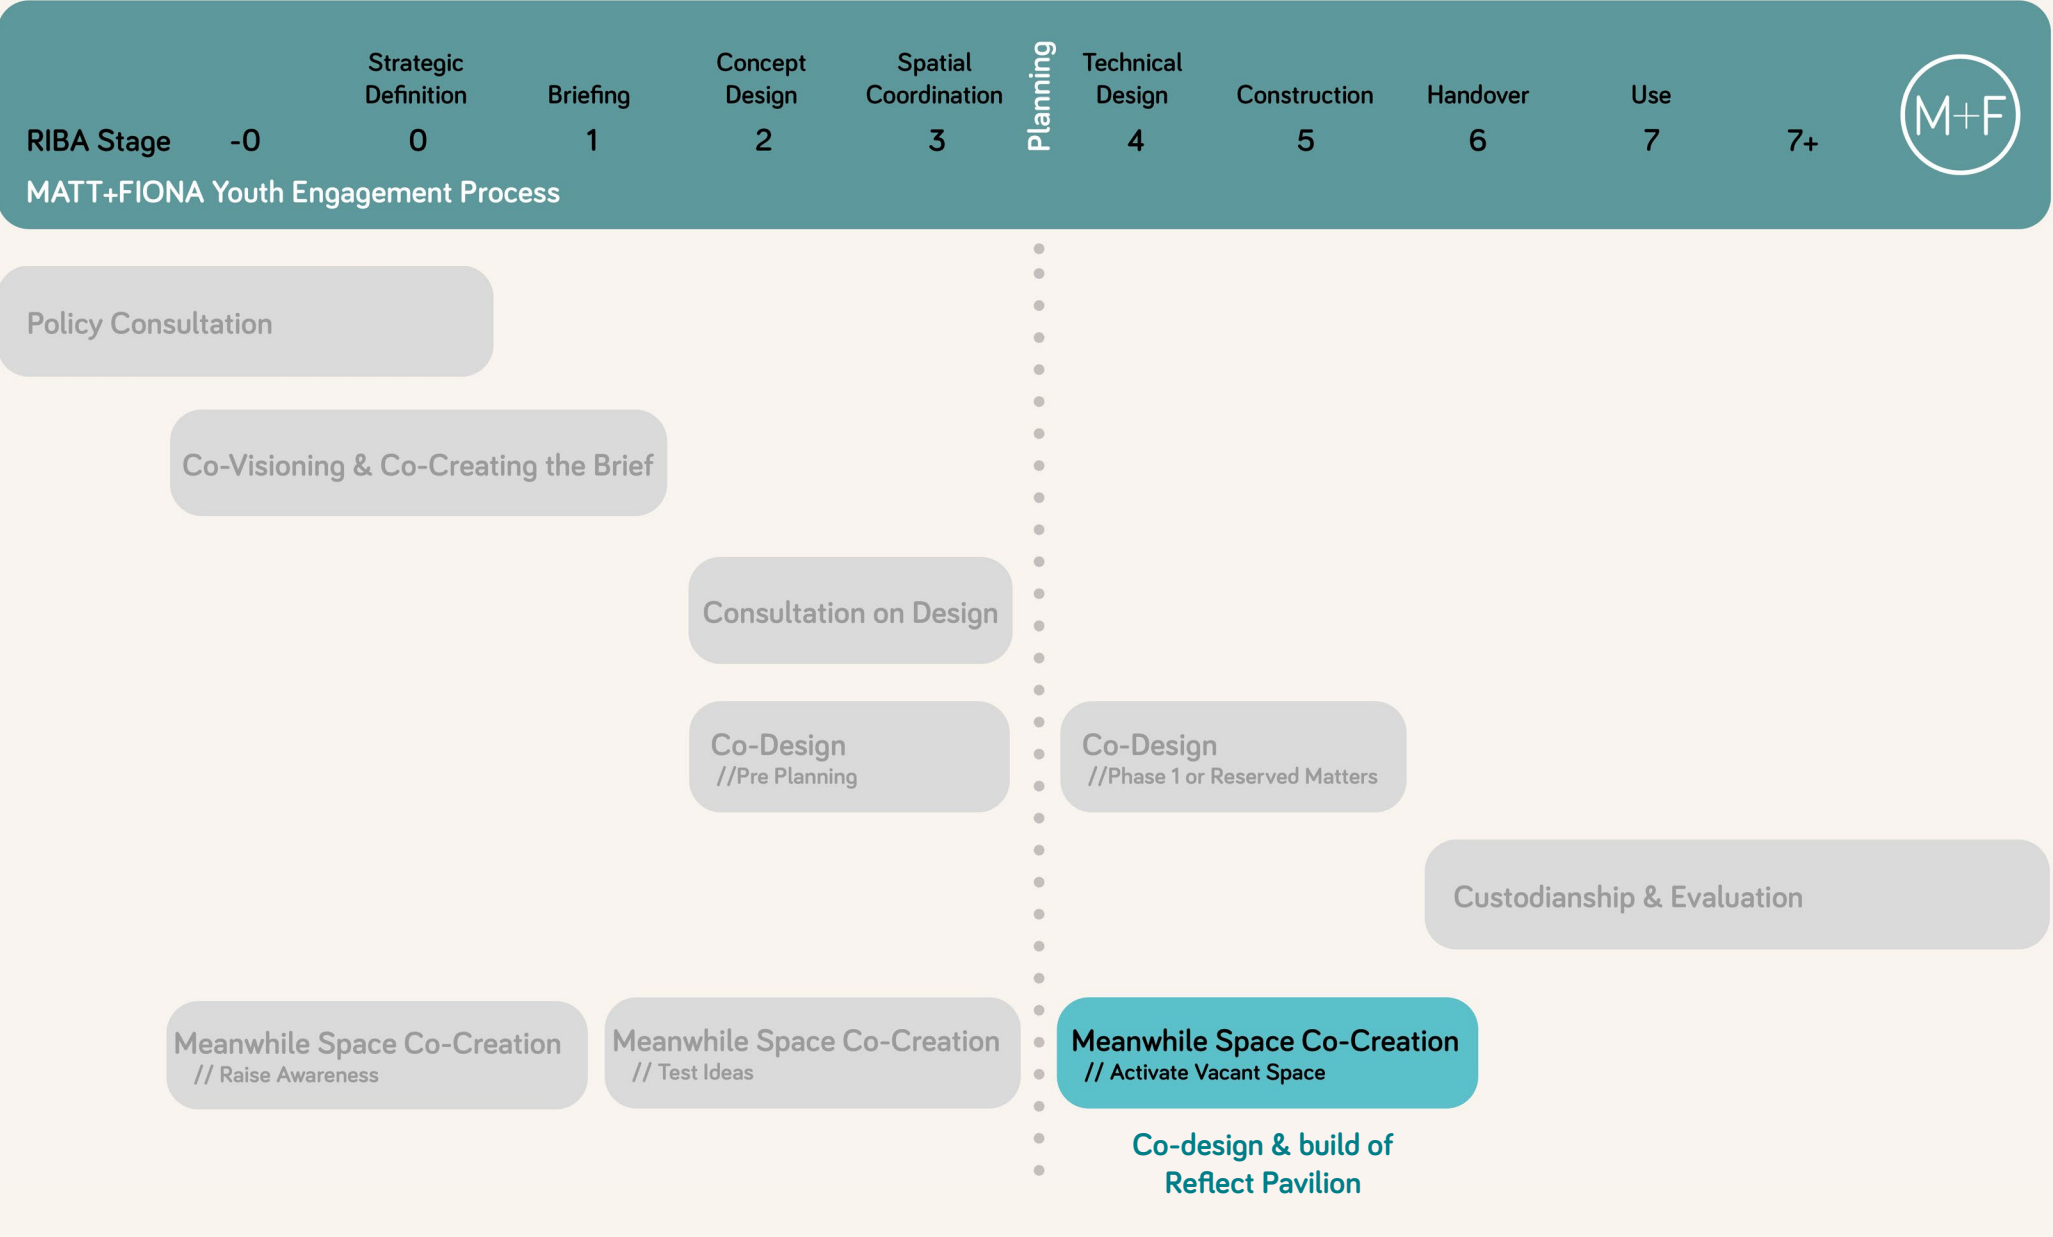 Strategic
Definition
Briefing
Concept
Design
Spatial
Coordination
Planning
Technical
Design
Construction
Handover
Use
RIBA Stage -0 0 1 2 3 4 5 6 7 7+
M+F
MATT+FIONA Youth Engagement Process
Policy Consultation
Co-Visioning & Co-Creating the Brief
Consultation on Design
Co-Design
//Pre Planning
Co-Design
//Phase 1 or Reserved Matters
Custodianship & Evaluation
Meanwhile Space Co-Creation
// Raise Awareness
Meanwhile Space Co-Creation
// Test Ideas
Meanwhile Space Co-Creation
// Activate Vacant Space
Co-design & build of
Reflect Pavilion